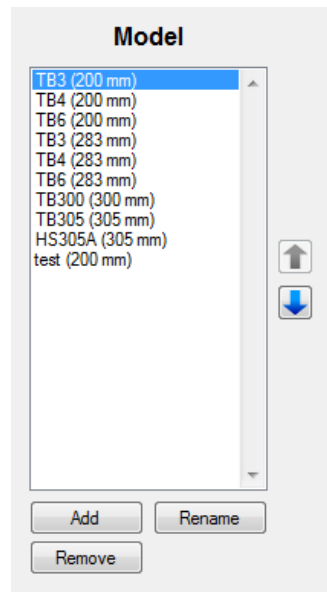 Model
TB3 (200 mm)
TB4 (200 mm)
TB6 (200 mm)
TB3 (283 mm)
TB4 (283 mm)
TB6 (283 mm)
TB300 (300 mm)
TB305 (305 mm)
HS305A (305 mm)
test (200 mm)
Add
Rename
Remove